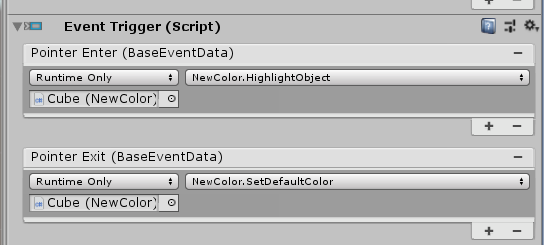 Event Trigger (Script)
Pointer Enter (BaseEventData)
Runtime Only NewColor.HighlightObject
Cube (NewColor)
Pointer Exit (BaseEventData)
Runtime Only NewColor.SetDefaultColor
Cube (NewColor)